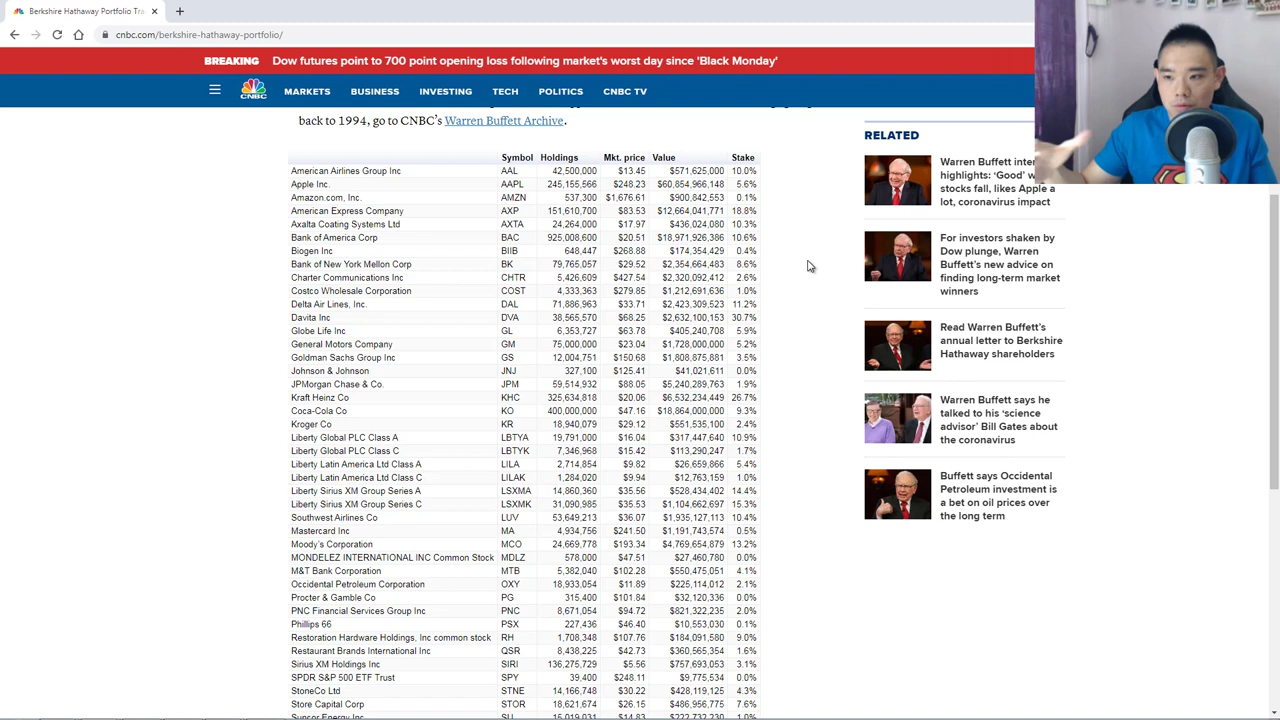 Berkshire Hathaway Portfolio Tra
cnbc.com/berkshire-hathaway-portfolio/
BREAKING Dow futures point to 700 point opening loss following market's worst day since 'Black Monday'
CNBC MARKETS BUSINESS INVESTING TECH POLITICS CNBC TV
back to 1994, go to CNBC's Warren Buffett Archive.
Symbol Holdings Mkt. price Value Stake
American Airlines Group Inc AAL 42,500,000 $13.45 $571,625,000 10.0%
Apple Inc. AAPL 245,155,566 $248.23 $60,854,966,148 5.6%
Amazon.com, Inc. AMZN 537,300 $1,676.61 $900,842,553 0.1%
American Express Company AXP 151,610,700 $83.53 $12,664,041,771 18.8%
Axalta Coating Systems Ltd AXTA 24,264,000 $17.97 $436,024,080 10.3%
Bank of America Corp BAC 925,008,600 $20.51 $18,971,926,386 10.6%
Biogen Inc BIIB 648,447 $268.88 $174,354,429 0.4%
Bank of New York Mellon Corp BK 79,765,057 $29.52 $2,354,664,483 8.6%
Charter Communications Inc CHTR 5,426,609 $427.54 $2,320,092,412 2.6%
Costco Wholesale Corporation COST 4,333,363 $279.85 $1,212,691,636 1.0%
Delta Air Lines, Inc. DAL 71,886,963 $33.71 $2,423,309,523 11.2%
Davita Inc DVA 38,565,570 $68.25 $2,632,100,153 30.7%
Globe Life Inc GL 6,353,727 $63.78 $405,240,708 5.9%
General Motors Company GM 75,000,000 $23.04 $1,728,000,000 5.2%
Goldman Sachs Group Inc GS 12,004,751 $150.68 $1,808,875,881 3.5%
Johnson & Johnson JNJ 327,100 $125.41 $41,021,611 0.0%
JPMorgan Chase & Co. JPM 59,514,932 $88.05 $5,240,289,763 1.9%
Kraft Heinz Co KHC 325,634,818 $20.06 $6,532,234,449 26.7%
Coca-Cola Co KO 400,000,000 $47.16 $18,864,000,000 9.3%
Kroger Co KR 18,940,079 $29.12 $551,535,100 2.4%
Liberty Global PLC Class A LBTYA 19,791,000 $16.04 $317,447,640 10.9%
Liberty Global PLC Class C LBTYK 7,346,968 $15.42 $113,290,247 1.7%
Liberty Latin America Ltd Class A LILA 2,714,854 $9.82 $26,659,866 5.4%
Liberty Latin America Ltd Class C LILAK 1,284,020 $9.94 $12,763,159 1.0%
Liberty Sirius XM Group Series A LSXMA 14,860,360 $35.56 $528,434,402 14.4%
Liberty Sirius XM Group Series C LSXMK 31,090,985 $35.53 $1,104,662,697 15.3%
Southwest Airlines Co LUV 53,649,213 $36.07 $1,935,127,113 10.4%
Mastercard Inc MA 4,934,756 $241.50 $1,191,743,574 0.5%
Moody's Corporation MCO 24,669,778 $193.34 $4,769,654,879 13.2%
MONDELEZ INTERNATIONAL INC Common Stock MDLZ 578,000 $47.51 $27,460,780 0.0%
M&T Bank Corporation MTB 5,382,040 $102.28 $550,475,051 4.1%
Occidental Petroleum Corporation OXY 18,933,054 $11.89 $225,114,012 2.1%
Procter & Gamble Co PG 315,400 $101.84 $32,120,336 0.0%
PNC Financial Services Group Inc PNC 8,671,054 $94.72 $821,322,235 2.0%
Phillips 66 PSX 227,436 $46.40 $10,553,030 0.1%
Restoration Hardware Holdings, Inc common stock RH 1,708,348 $107.76 $184,091,580 9.0%
Restaurant Brands International Inc QSR 8,438,225 $42.73 $360,565,354 1.6%
Sirius XM Holdings Inc SIRI 136,275,729 $5.56 $757,693,053 3.1%
SPDR S&P 500 ETF Trust SPY 39,400 $248.11 $9,775,534 0.0%
StoneCo Ltd STNE 14,166,748 $30.22 $428,119,125 4.3%
Store Capital Corp STOR 18,621,674 $26.15 $486,956,775 7.6%
Suncor Energy Inc. SU 15,019,031 $14.83 $222,732,230 1.0%
RELATED
Warren Buffett inter
highlights: 'Good' w
stocks fall, likes Apple a
lot, coronavirus impact
For investors shaken by
Dow plunge, Warren
Buffett's new advice on
finding long-term market
winners
Read Warren Buffett's
annual letter to Berkshire
Hathaway shareholders
Warren Buffett says he
talked to his 'science
advisor' Bill Gates about
the coronavirus
Buffett says Occidental
Petroleum investment is
a bet on oil prices over
the long term